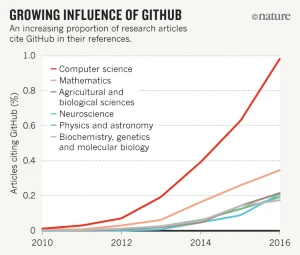 GROWING INFLUENCE OF GITHUB
©nature
An increasing proportion of research articles
cite GitHub in their references.
1.0
Computer science
Mathematics
Agricultural and
biological sciences
Neuroscience
Physics and astronomy
Biochemistry, genetics
and molecular biology
0.8
0.6
0.4
0.2
0
Articles citing GitHub (%)
2010
2012
2014
2016